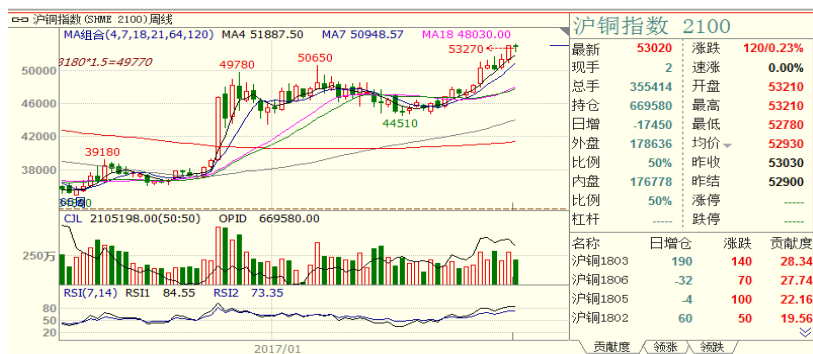 沪铜指数(SHME 2100)周线
MA组合(4,7,18,21,64,120) MA4 51887.50 MA7 50948.57 MA18 48030.00
53270
8180*1.5=49770
49780
50650
50000
46000
44510
42000
39180
38000
CJL 2105198.00(50:50) OPID 669580.00
250万
RSI(7,14) RSI1 84.55 RSI2 73.35
80
60
40
20
2017/01
沪铜指数 2100
最新 53020 涨跌 120/0.23%
现手 2 速涨 0.00%
总手 355414 开盘 53210
持仓 669580 最高 53210
日增 -17450 最低 52780
外盘 178636 均价 52930
比例 50% 昨收 53030
内盘 176778 昨结 52900
比例 50% 涨停 -----
杠杆 ----- 跌停 -----
名称 日增仓 涨跌 贡献度
沪铜1803 190 140 28.34
沪铜1806 -32 70 27.74
沪铜1805 -4 100 22.16
沪铜1802 60 50 19.56
贡献度 领涨 领跌